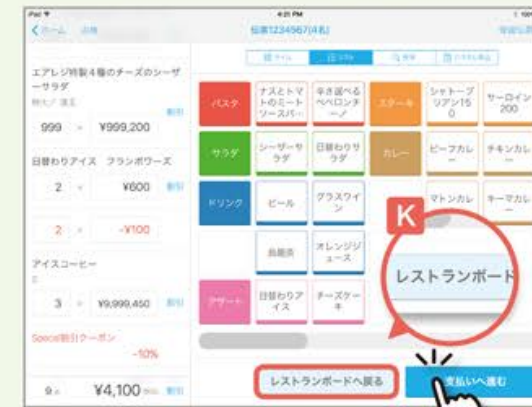 iPad
4:21 PM
100%
ホーム
伝票1234567(4名)
エアレジ特製4種のチーズのシーザ
ーサラダ
999 × ¥999,200 割引
日替わりアイス フランボワーズ
2 × ¥600 割引
2 × -¥100
アイスコーヒー
3 × ¥9,999,450 割引
Special割引クーポン
-10%
9点 ¥4,100 割引
パスタ
ナスとトマ
トのミート
ソースパ…
辛さ選べる
ペペロンチ
ーノ
ステーキ
シャトーブ
リアン15
0
サーロイン
200
サラダ
シーザーサ
ラダ
日替わりサ
ラダ
カレー
ビーフカレ
ー
チキンカレ
ー
ドリンク
ビール
グラスワイ
ン
マトンカレ
ー
キーマカレ
ー
烏龍茶
オレンジジ
ュース
デザート
日替わりア
イス
チーズケー
キ
K
レストランボード
レストランボードへ戻る
支払いへ進む